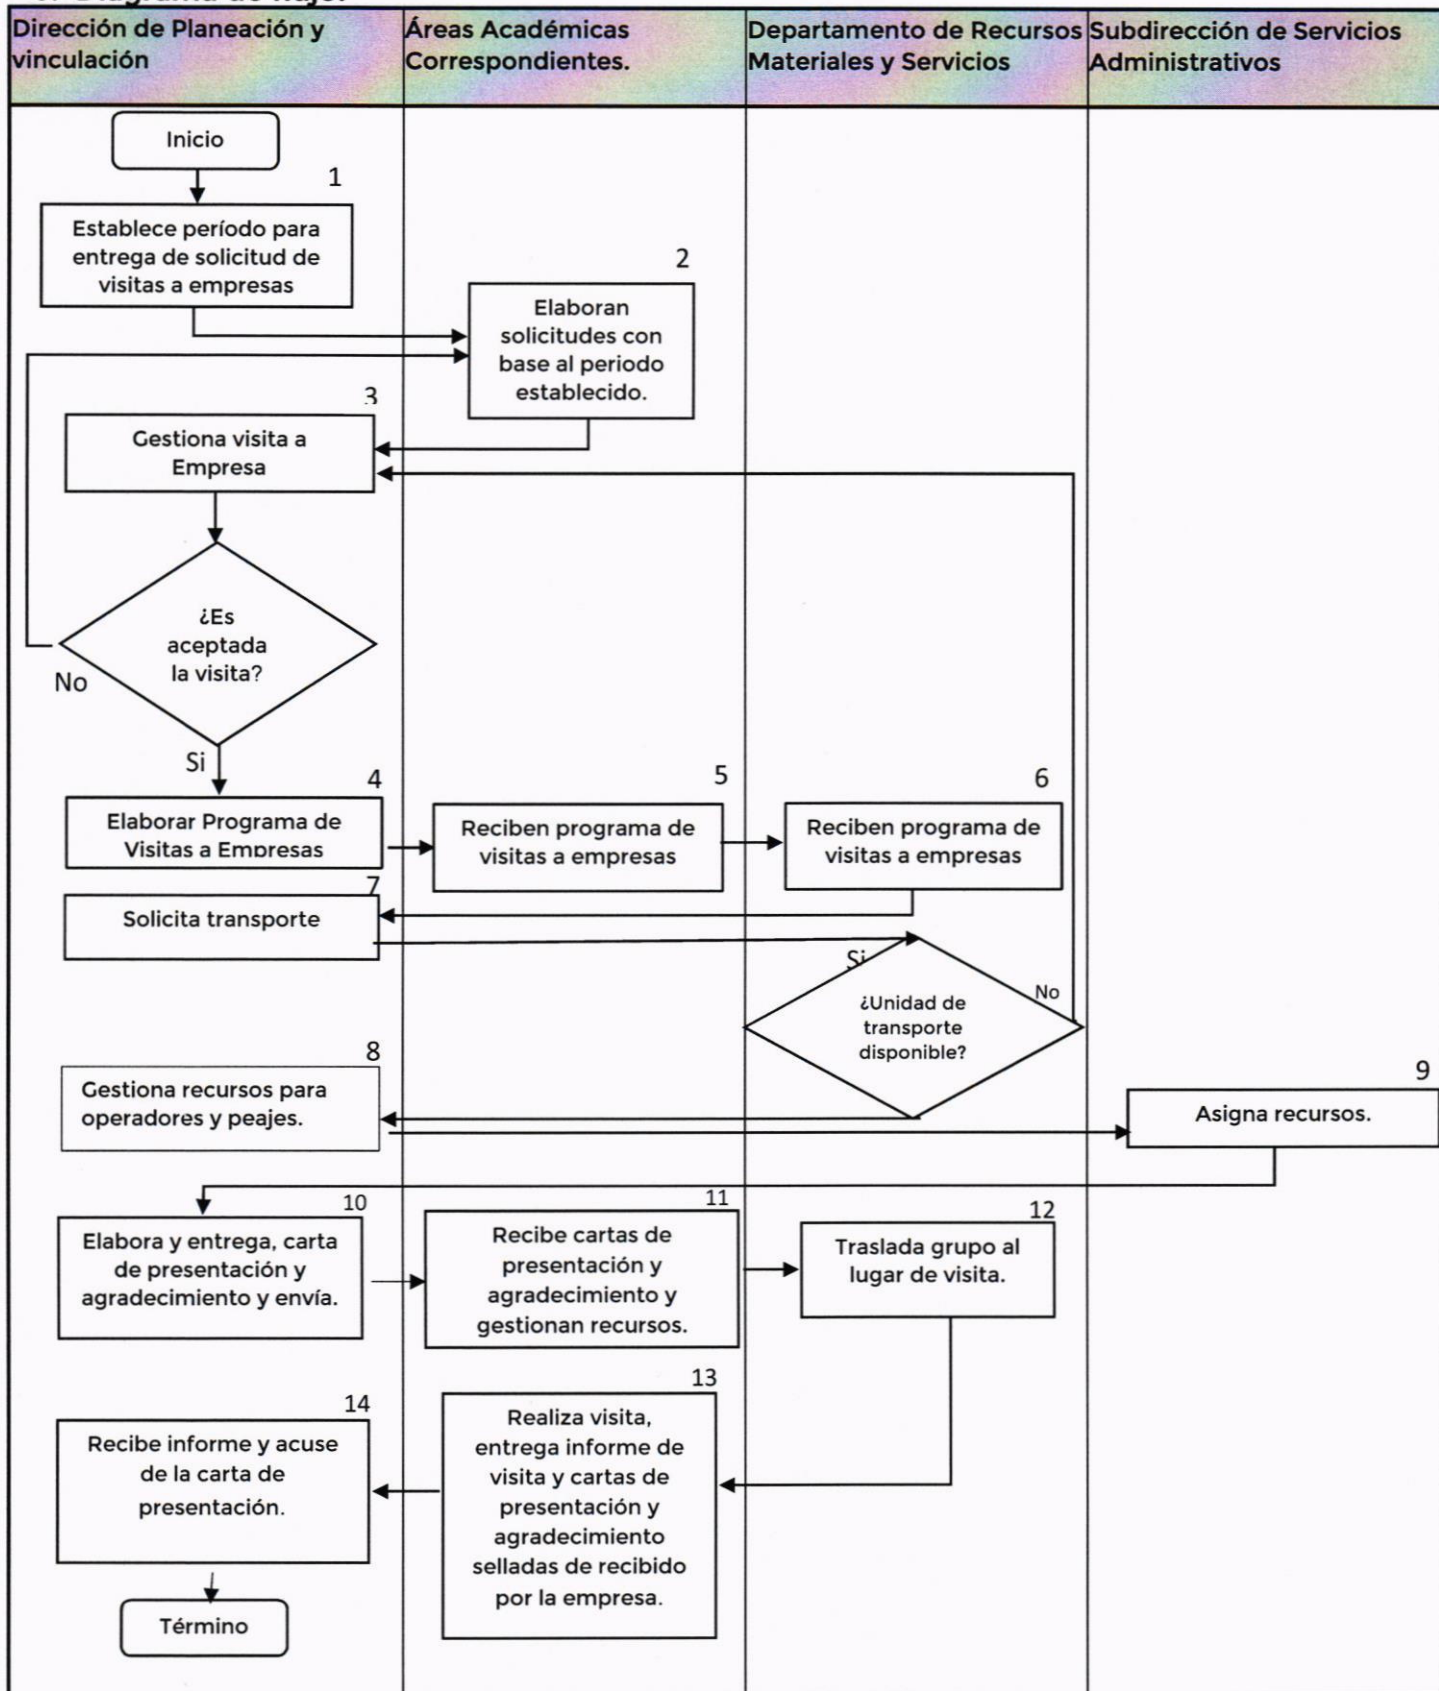 Dirección de Planeación y
vinculación
Áreas Académicas
Correspondientes.
Departamento de Recursos
Materiales y Servicios
Subdirección de Servicios
Administrativos
Inicio
1
Establece período para
entrega de solicitud de
visitas a empresas
2
Elaboran
solicitudes con
base al periodo
establecido.
3
Gestiona visita a
Empresa
¿Es
aceptada
la visita?
No
Si
4
Elaborar Programa de
Visitas a Empresas
5
Reciben programa de
visitas a empresas
6
Reciben programa de
visitas a empresas
7
Solicita transporte
Si
¿Unidad de
transporte
disponible?
No
8
Gestiona recursos para
operadores y peajes.
9
Asigna recursos.
10
Elabora y entrega, carta
de presentación y
agradecimiento y envía.
11
Recibe cartas de
presentación y
agradecimiento y
gestionan recursos.
12
Traslada grupo al
lugar de visita.
13
Realiza visita,
entrega informe de
visita y cartas de
presentación y
agradecimiento
selladas de recibido
por la empresa.
14
Recibe informe y acuse
de la carta de
presentación.
Término